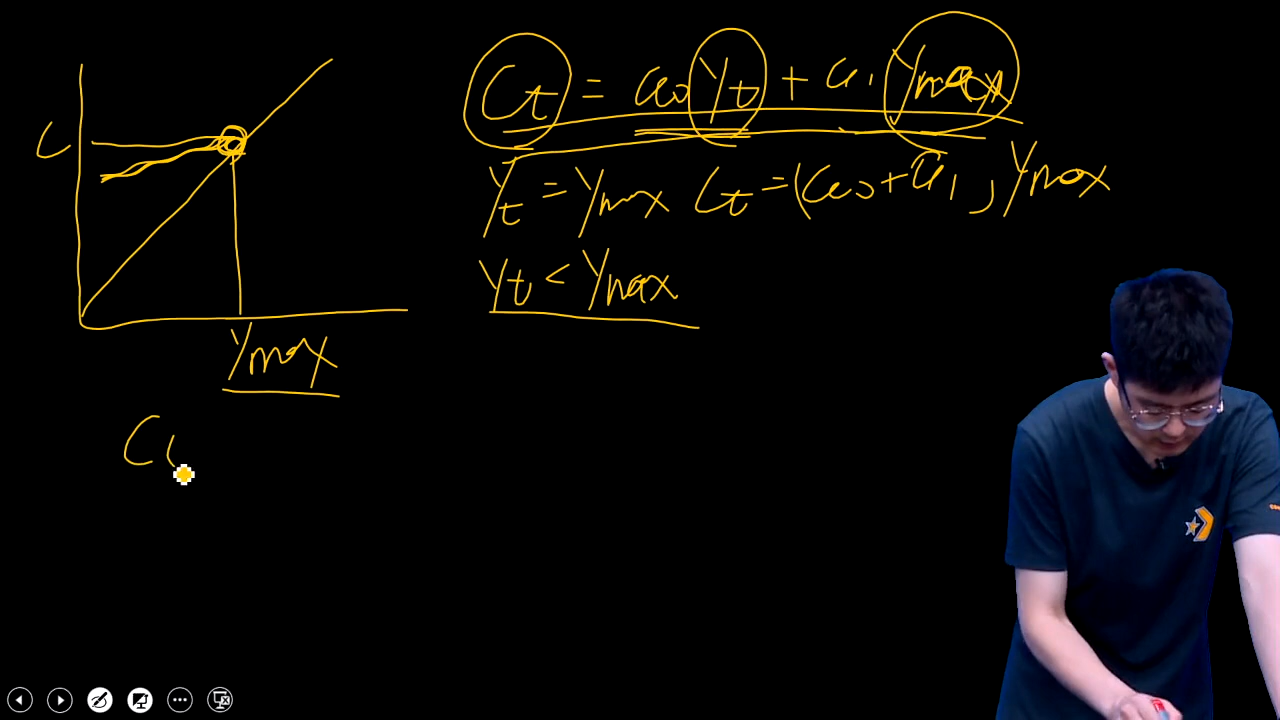 Ct = α0 Yt + α1 Ymax
Yt = Ymax Ct = (α0 + α1) Ymax
Yt < Ymax
C
Ymax
C(